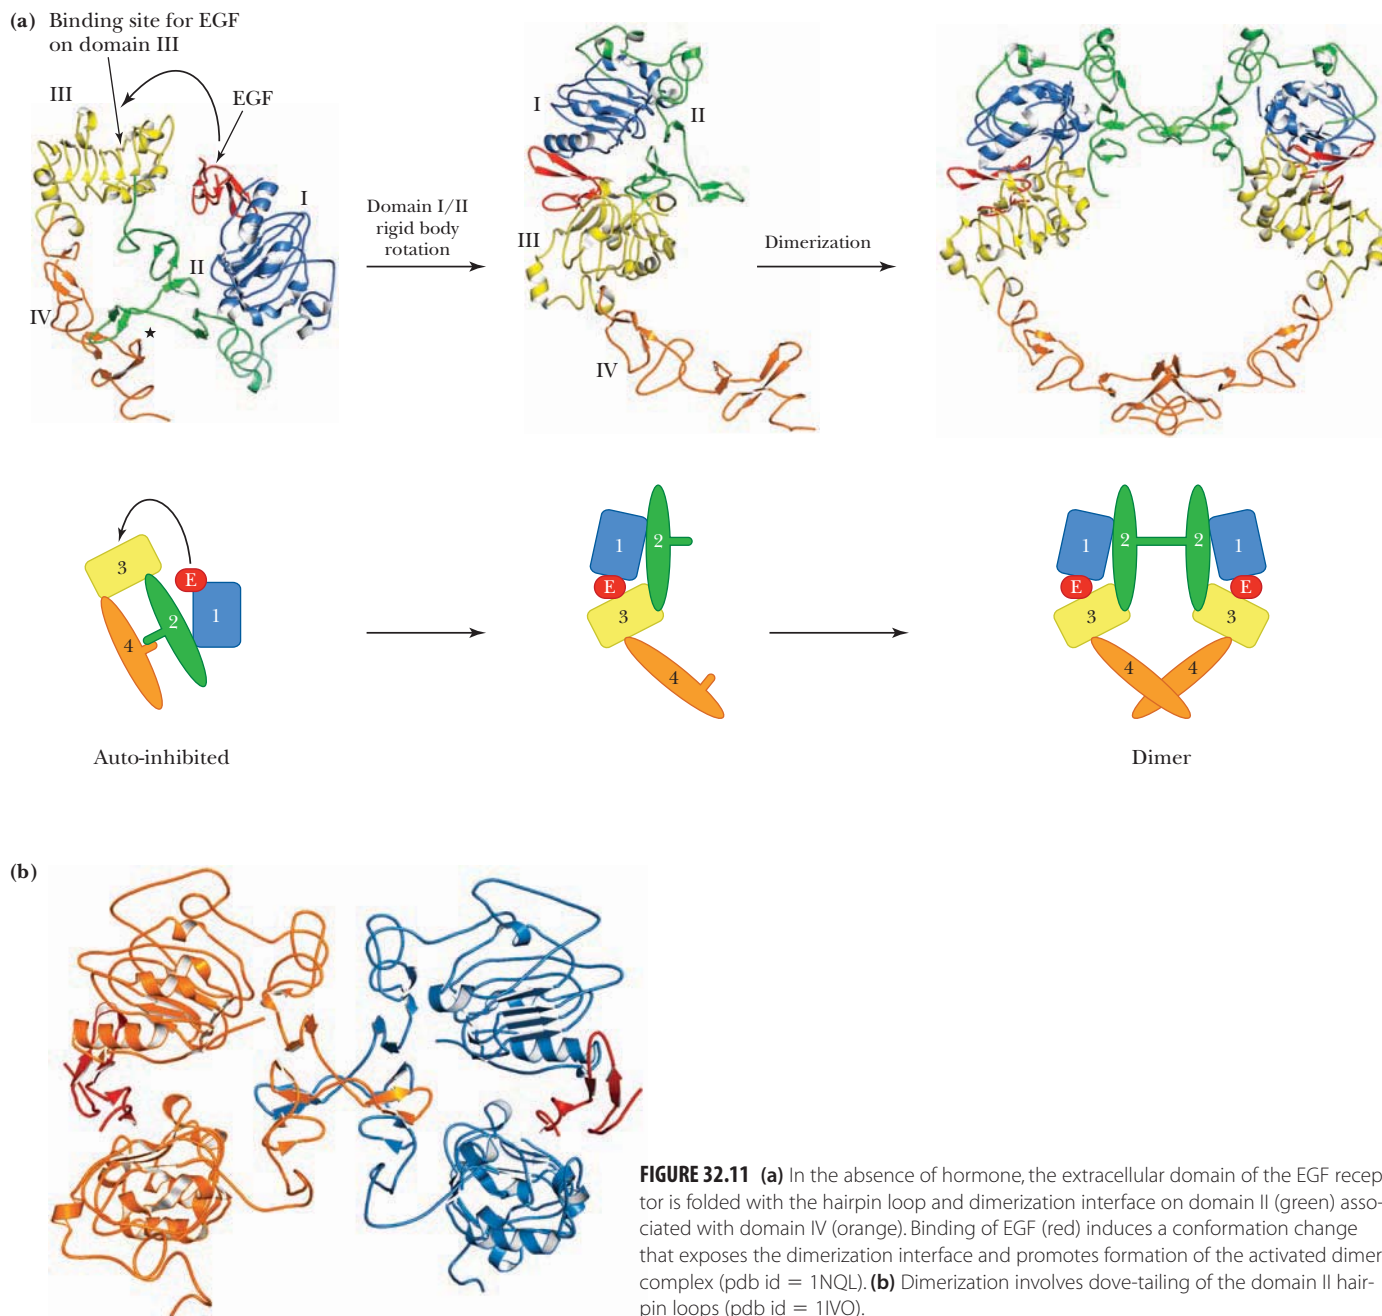 (a) Binding site for EGF
on domain III
III
EGF
I
II
IV
★
Domain I/II
rigid body
rotation
I
II
III
IV
Dimerization
3
E
1
2
4
Auto-inhibited
1
2
E
3
4
1
2
2
1
E
E
3
3
4
4
Dimer
(b)
FIGURE 32.11 (a) In the absence of hormone, the extracellular domain of the EGF recep
tor is folded with the hairpin loop and dimerization interface on domain II (green) asso-
ciated with domain IV (orange). Binding of EGF (red) induces a conformation change
that exposes the dimerization interface and promotes formation of the activated dimer
complex (pdb id = 1NQL). (b) Dimerization involves dove-tailing of the domain II hair-
pin loops (pdb id = 1IVO).